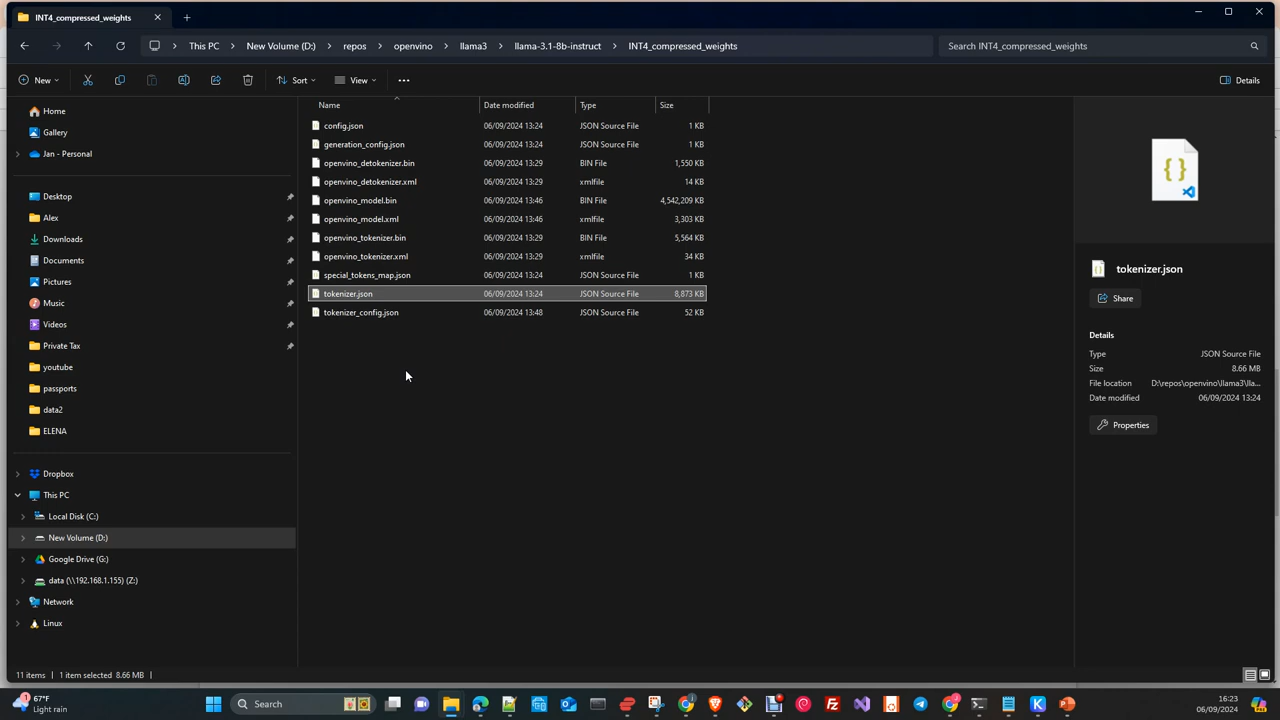 INT4_compressed_weights
This PC New Volume (D:) repos openvino llama3 llama-3.1-8b-instruct INT4_compressed_weights Search INT4_compressed_weights
New Sort View Details
Name Date modified Type Size
config.json 06/09/2024 13:24 JSON Source File 1 KB
generation_config.json 06/09/2024 13:24 JSON Source File 1 KB
openvino_detokenizer.bin 06/09/2024 13:29 BIN File 1,550 KB
openvino_detokenizer.xml 06/09/2024 13:29 xmlfile 14 KB
openvino_model.bin 06/09/2024 13:46 BIN File 4,542,209 KB
openvino_model.xml 06/09/2024 13:46 xmlfile 3,303 KB
openvino_tokenizer.bin 06/09/2024 13:29 BIN File 5,564 KB
openvino_tokenizer.xml 06/09/2024 13:29 xmlfile 34 KB
special_tokens_map.json 06/09/2024 13:24 JSON Source File 1 KB
tokenizer.json 06/09/2024 13:24 JSON Source File 8,873 KB
tokenizer_config.json 06/09/2024 13:48 JSON Source File 52 KB
Home
Gallery
Jan - Personal
Desktop
Alex
Downloads
Documents
Pictures
Music
Videos
Private Tax
youtube
passports
data2
ELENA
Dropbox
This PC
Local Disk (C:)
New Volume (D:)
Google Drive (G:)
data (\\192.168.1.155) (Z:)
Network
Linux
{ }
tokenizer.json
Share
Details
Type JSON Source File
Size 8.66 MB
File location D:\repos\openvino\llama3\lla...
Date modified 06/09/2024 13:24
Properties
11 items 1 item selected 8.66 MB
1
67°F
Light rain
Search
16:23
06/09/2024